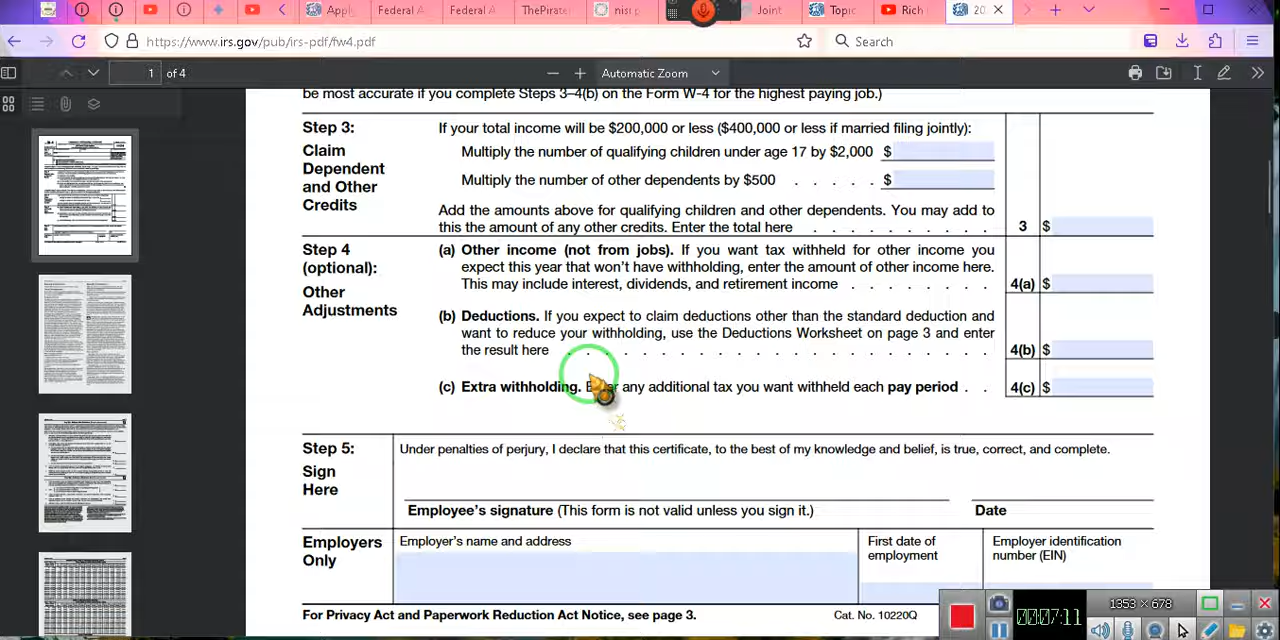 Apply
Federal A
Federal A
ThePirate
nisi p
Joint
Topic
Rich
20
https://www.irs.gov/pub/irs-pdf/fw4.pdf
Search
1 of 4
Automatic Zoom
be most accurate if you complete Steps 3–4(b) on the Form W-4 for the highest paying job.)
Step 3:
Claim
Dependent
and Other
Credits
If your total income will be $200,000 or less ($400,000 or less if married filing jointly):
Multiply the number of qualifying children under age 17 by $2,000 $
Multiply the number of other dependents by $500 . . . . . $
Add the amounts above for qualifying children and other dependents. You may add to
this the amount of any other credits. Enter the total here . . . . . . . . . .
3 $
Step 4
(optional):
Other
Adjustments
(a) Other income (not from jobs). If you want tax withheld for other income you
expect this year that won’t have withholding, enter the amount of other income here.
This may include interest, dividends, and retirement income . . . . . . .
4(a) $
(b) Deductions. If you expect to claim deductions other than the standard deduction and
want to reduce your withholding, use the Deductions Worksheet on page 3 and enter
the result here . . . . . . . . . . . . . . . . . . . . . . .
4(b) $
(c) Extra withholding. Enter any additional tax you want withheld each pay period . .
4(c) $
Step 5:
Sign
Here
Under penalties of perjury, I declare that this certificate, to the best of my knowledge and belief, is true, correct, and complete.
Employee’s signature (This form is not valid unless you sign it.)
Date
Employers
Only
Employer’s name and address
First date of
employment
Employer identification
number (EIN)
For Privacy Act and Paperwork Reduction Act Notice, see page 3.
Cat. No. 10220Q
00:07:11
1353 × 678